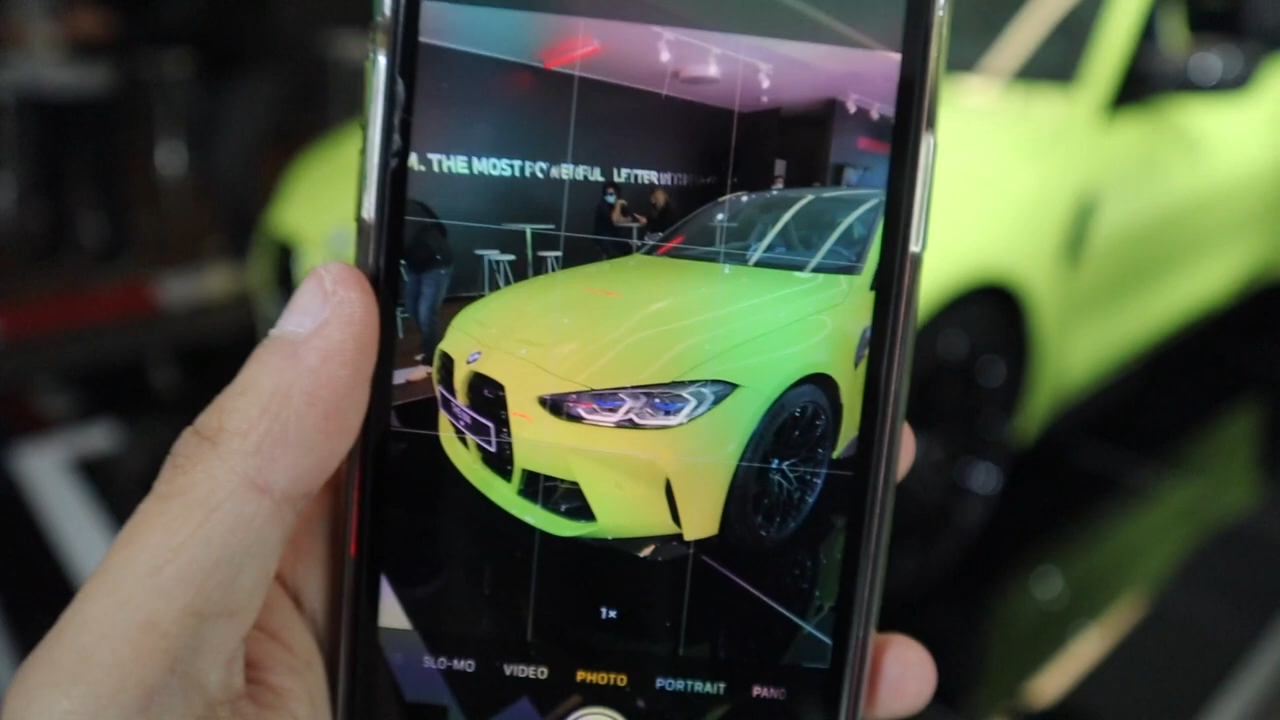 . THE MOST POWERFUL LETTER
1×
SLO-MO VIDEO PHOTO PORTRAIT PANO